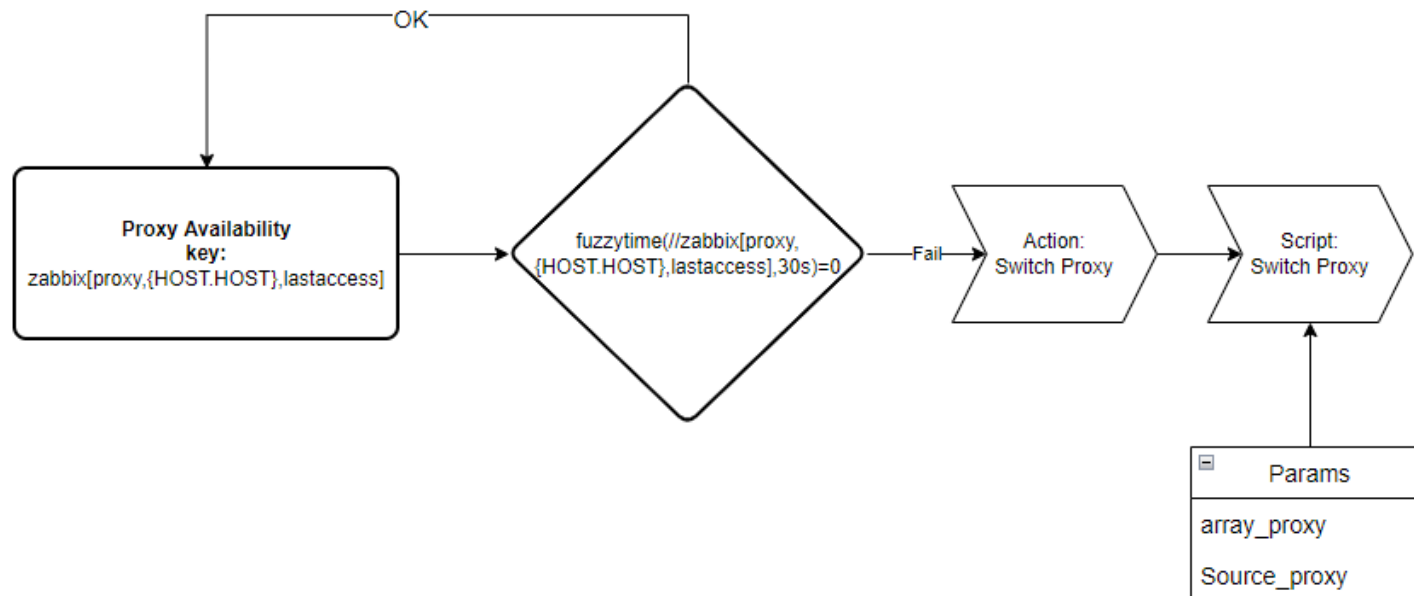 OK
Proxy Availability
key:
zabbix[proxy,{HOST.HOST},lastaccess]
fuzzytime(//zabbix[proxy,
{HOST.HOST},lastaccess],30s)=0
Fail
Action:
Switch Proxy
Script:
Switch Proxy
Params
array_proxy
Source_proxy